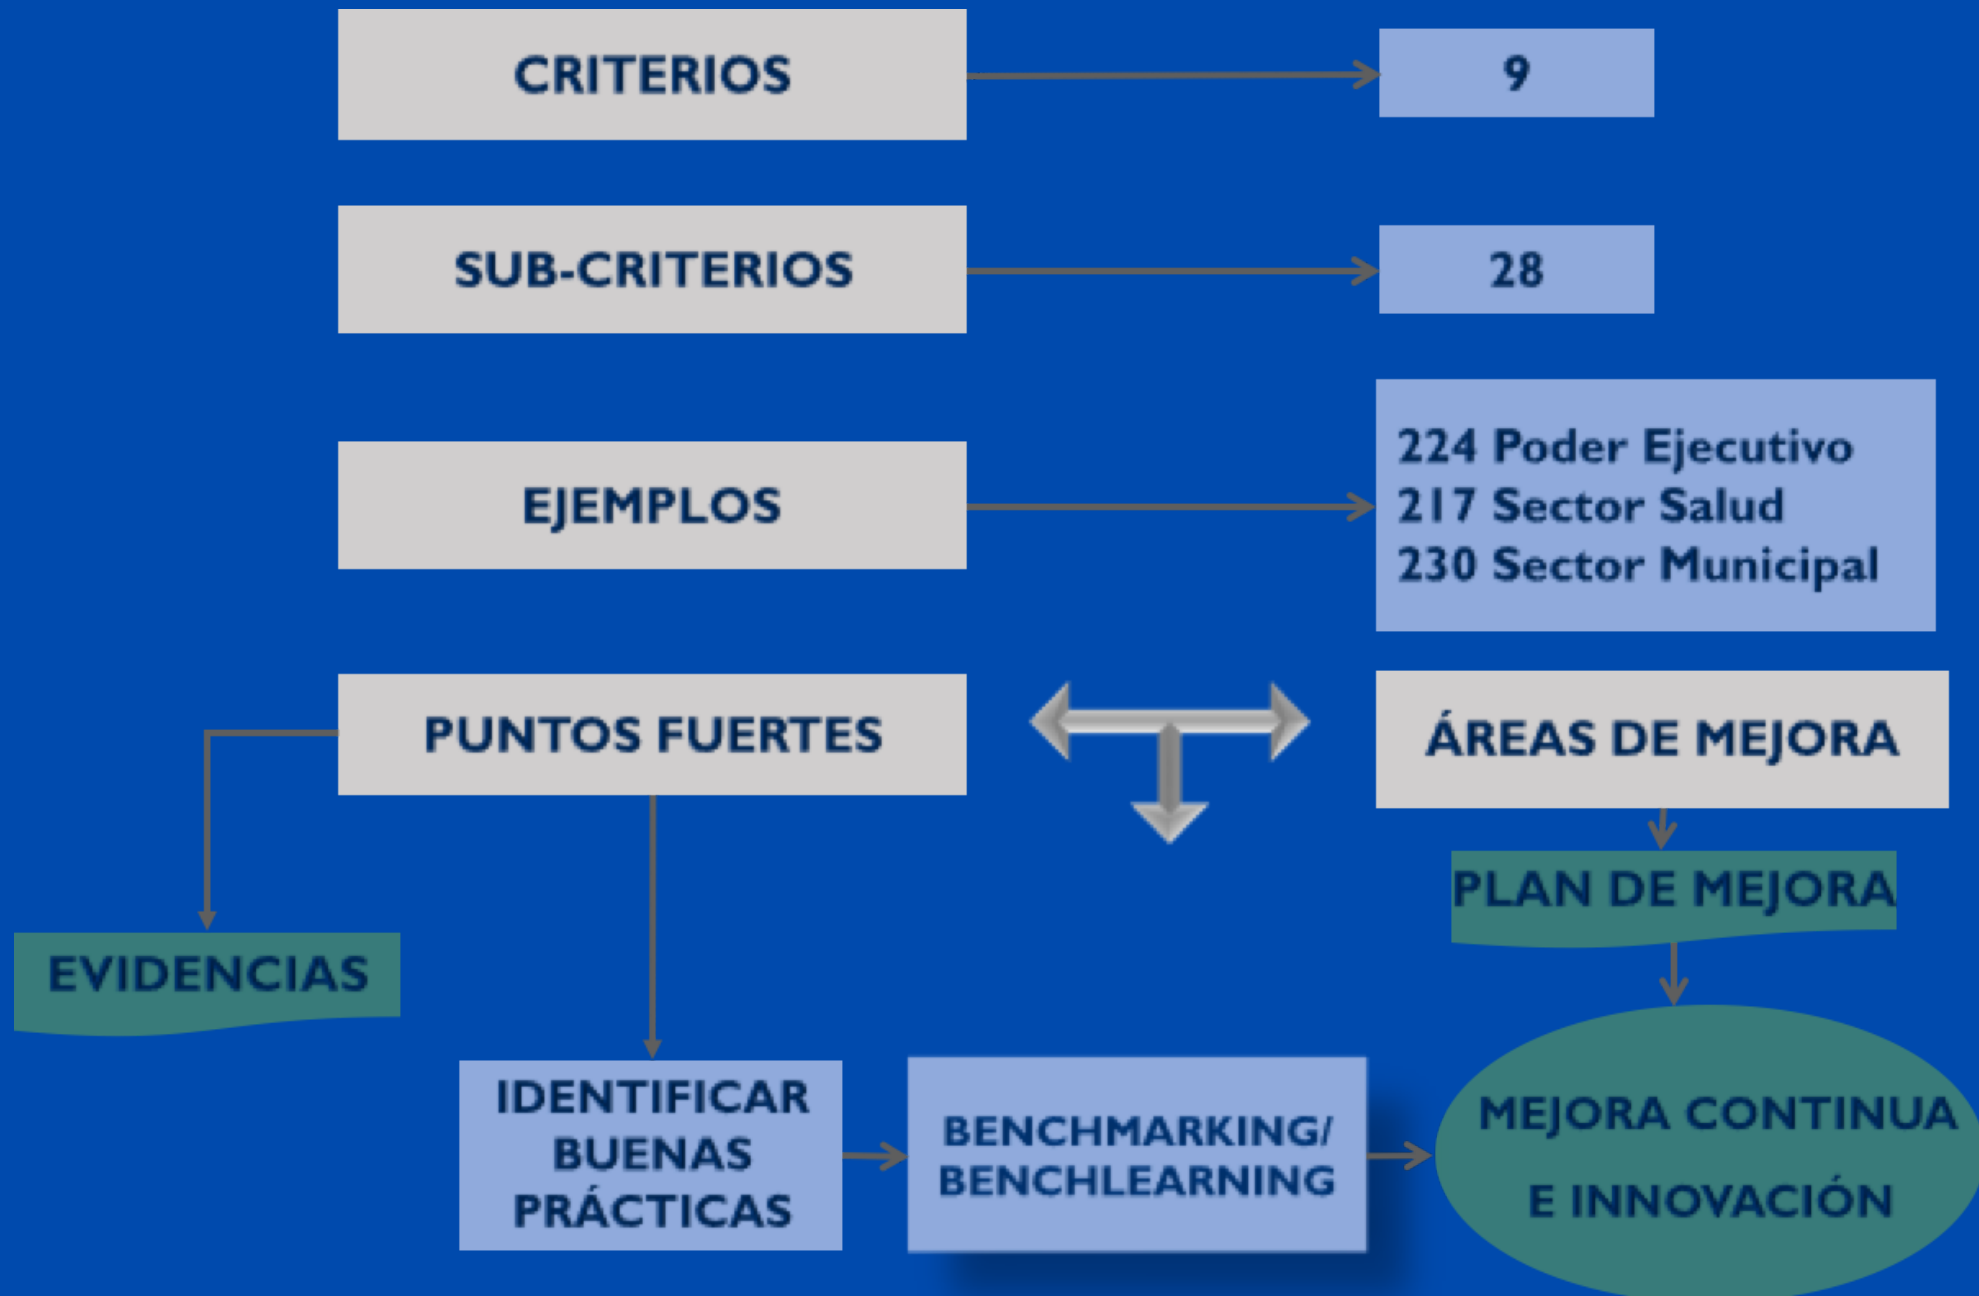 CRITERIOS
9
SUB-CRITERIOS
28
EJEMPLOS
224 Poder Ejecutivo
217 Sector Salud
230 Sector Municipal
PUNTOS FUERTES
ÁREAS DE MEJORA
PLAN DE MEJORA
EVIDENCIAS
IDENTIFICAR
BUENAS
PRÁCTICAS
BENCHMARKING/
BENCHLEARNING
MEJORA CONTINUA
E INNOVACIÓN